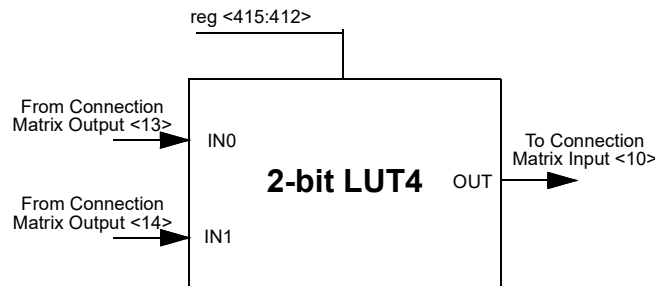 reg <415:412>
From Connection
Matrix Output <13>
IN0
To Connection
Matrix Input <10>
2-bit LUT4
OUT
From Connection
Matrix Output <14>
IN1